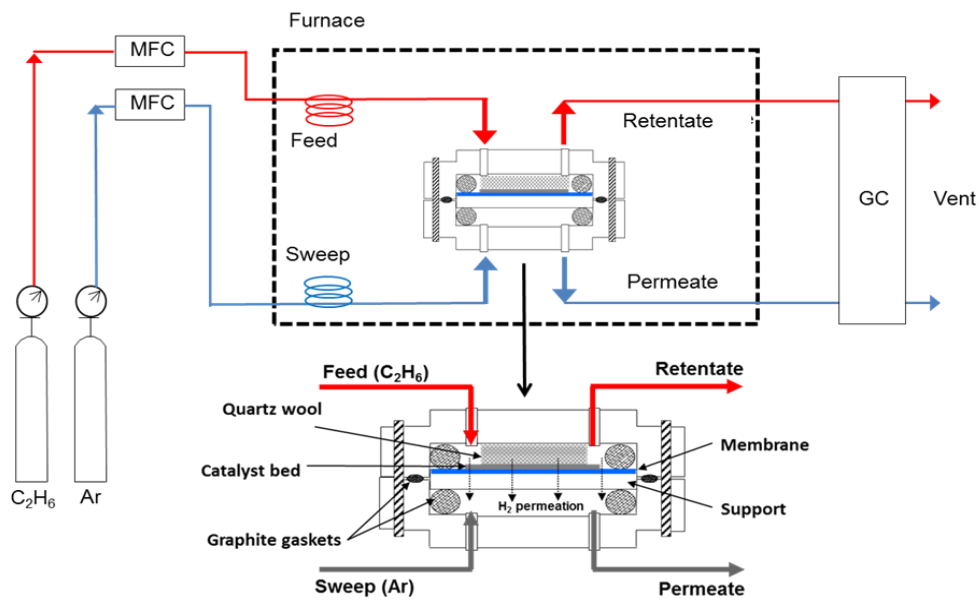 Furnace
MFC
MFC
Feed
Retentate
Sweep
Permeate
GC
Vent
C₂H₆
Ar
Feed (C₂H₆)
Retentate
Quartz wool
Catalyst bed
Membrane
H₂ permeation
Support
Graphite gaskets
Sweep (Ar)
Permeate